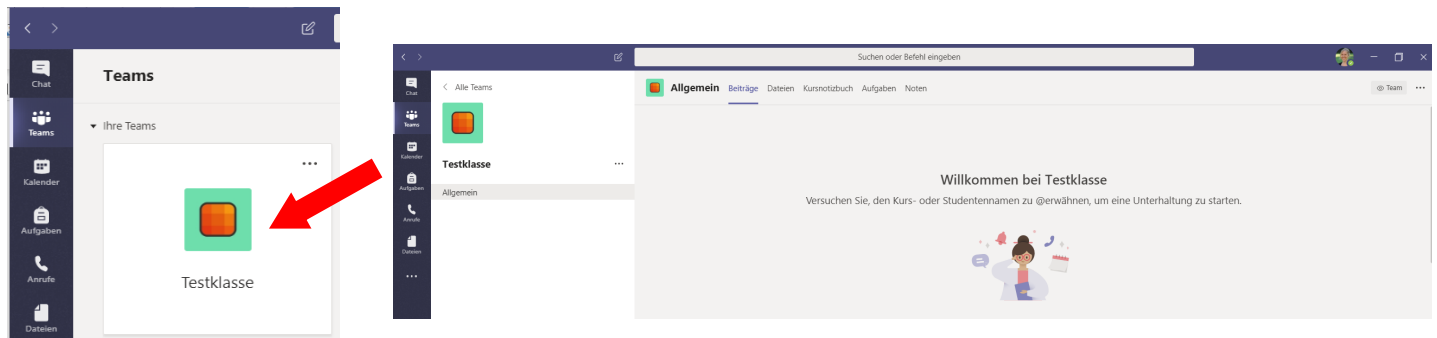 Chat
Teams
Teams
Ihre Teams
Kalender
Aufgaben
Testklasse
Anrufe
Dateien
Suchen oder Befehl eingeben
Chat
Alle Teams
Allgemein Beiträge Dateien Kursnotizbuch Aufgaben Noten
Team
Teams
Kalender
Testklasse
Aufgaben
Allgemein
Anrufe
Dateien
Willkommen bei Testklasse
Versuchen Sie, den Kurs- oder Studentennamen zu @erwähnen, um eine Unterhaltung zu starten.